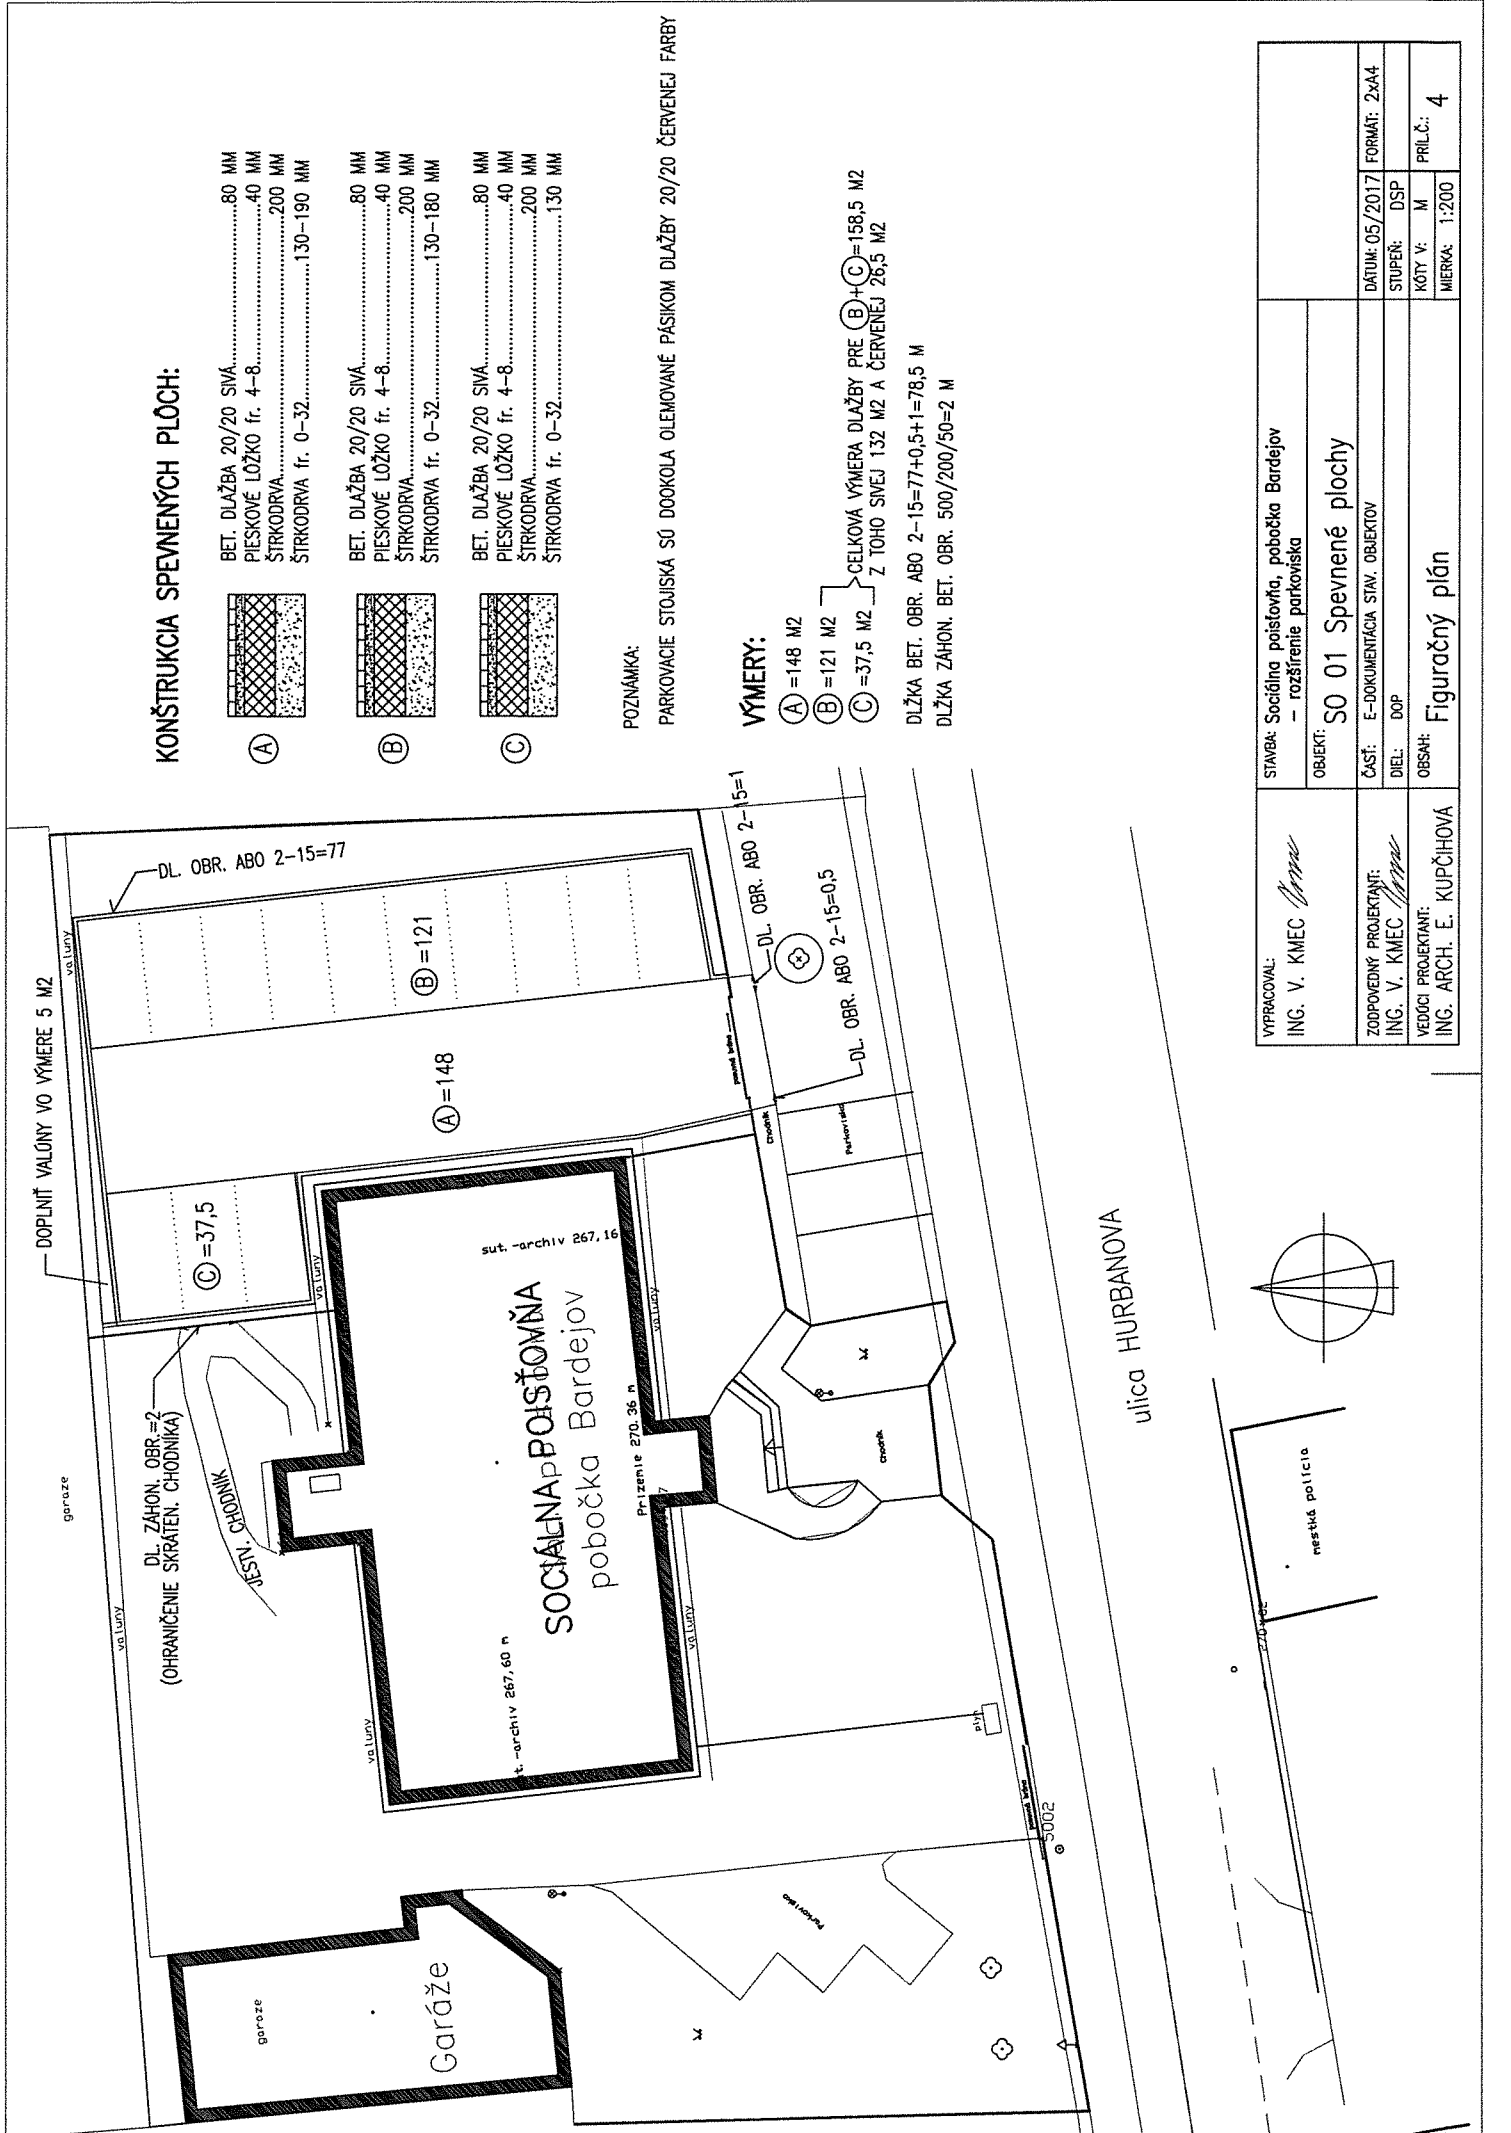 KONŠTRUKCIA SPEVNENÝCH PLÔCH:
A
BET. DLAŽBA 20/20 SIVÁ........................80 MM
PIESKOVÉ LÔŽKO fr. 4-8........................40 MM
ŠTRKODRVA........................200 MM
ŠTRKODRVA fr. 0-32........................130-190 MM
B
BET. DLAŽBA 20/20 SIVÁ........................80 MM
PIESKOVÉ LÔŽKO fr. 4-8........................40 MM
ŠTRKODRVA........................200 MM
ŠTRKODRVA fr. 0-32........................130-180 MM
C
BET. DLAŽBA 20/20 SIVÁ........................80 MM
PIESKOVÉ LÔŽKO fr. 4-8........................40 MM
ŠTRKODRVA........................200 MM
ŠTRKODRVA fr. 0-32........................130 MM
POZNÁMKA:
PARKOVACIE STOJISKÁ SÚ DOOKOLA OLEMOVANÉ PÁSIKOM DLAŽBY 20/20 ČERVENEJ FARBY
VÝMERY:
A =148 M2
B =121 M2
C =37,5 M2
CELKOVÁ VÝMERA DLAŽBY PRE B + C =158,5 M2
Z TOHO SIVEJ 132 M2 A ČERVENEJ 26,5 M2
DLŽKA BET. OBR. ABO 2-15=77+0,5+1=78,5 M
DLŽKA ZÁHON. BET. OBR. 500/200/50=2 M
DOPLNIŤ VALÚNY VO VÝMERE 5 M2
DL. OBR. ABO 2-15=77
DL. ZÁHON. OBR.=2
(OHRANIČENIE SKRÁTEN. CHODNÍKA)
JESTV. CHODNÍK
garaze
valuny
valuny
valuny
valuny
valuny
valuny
C =37,5
A =148
B =121
DL. OBR. ABO 2-15=1
DL. OBR. ABO 2-15=0,5
chodnik
Parkovisko
sut.-archiv 267,16
SOCIÁLNA POISŤOVŇA
pobočka Bardejov
Prizemie 270.36 m
t.-archiv 267,60 m
chodnik
plyn
5002
garaze
Garáže
Parkovisko
ulica HURBANOVA
mestká polícia
VYPRACOVAL:
ING. V. KMEC
ZODPOVEDNÝ PROJEKTANT:
ING. V. KMEC
VEDÚCI PROJEKTANT:
ING. ARCH. E. KUPČIHOVÁ
STAVBA: Sociálna poisťovňa, pobočka Bardejov
- rozšírenie parkoviska
OBJEKT:
SO 01 Spevnené plochy
ČASŤ: E-DOKUMENTÁCIA STAV. OBJEKTOV
DIEL: DOP
OBSAH: Figuračný plán
DÁTUM: 05/2017
FORMÁT: 2xA4
STUPEŇ: DSP
KÓTY V: M
MIERKA: 1:200
PRÍL.Č.: 4